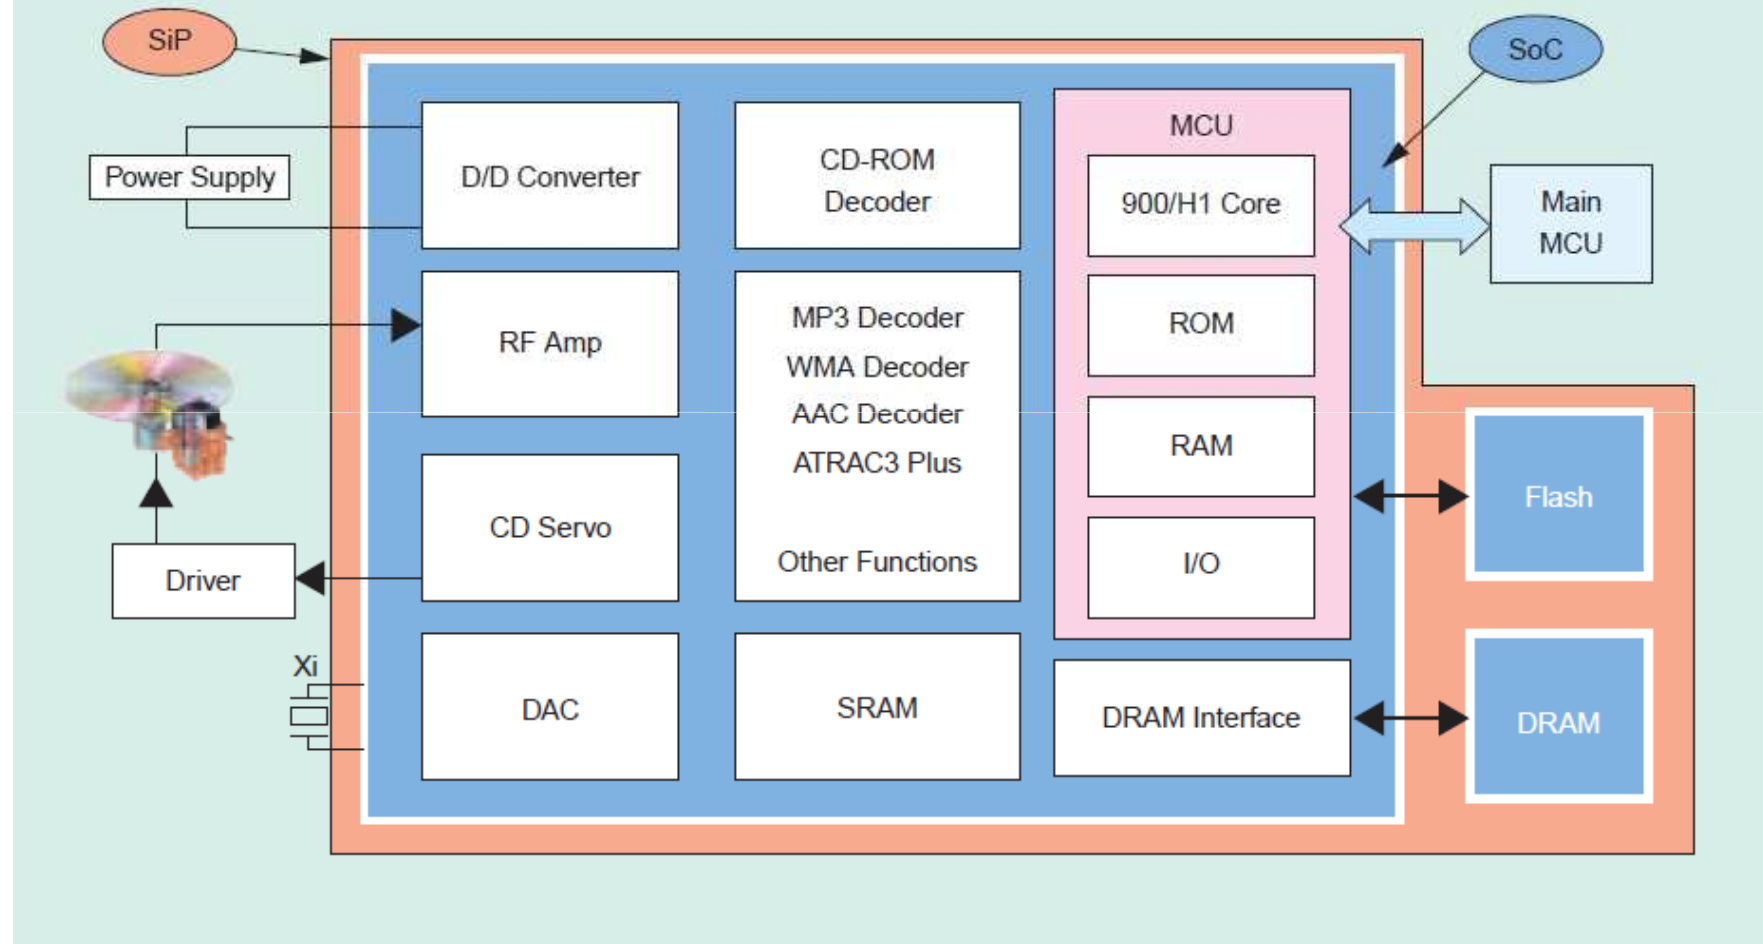 SiP
SoC
Power Supply
D/D Converter
CD-ROM
Decoder
MCU
900/H1 Core
Main
MCU
RF Amp
MP3 Decoder
WMA Decoder
AAC Decoder
ATRAC3 Plus
Other Functions
ROM
RAM
I/O
Flash
CD Servo
Driver
Xi
DAC
SRAM
DRAM Interface
DRAM